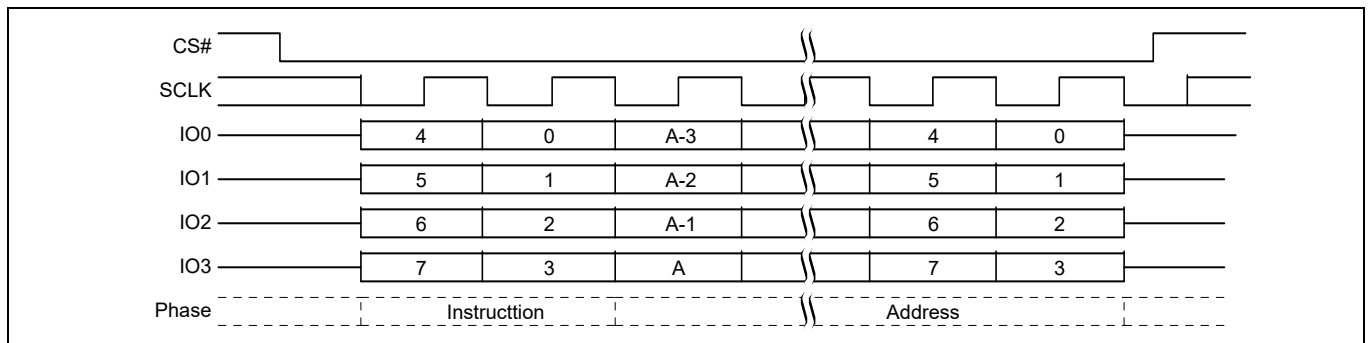 CS#
SCLK
IO0 4 0 A-3 4 0
IO1 5 1 A-2 5 1
IO2 6 2 A-1 6 2
IO3 7 3 A 7 3
Phase Instructtion Address